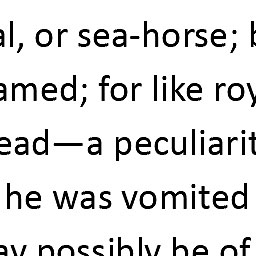 al, or sea-horse; b
amed; for like roy
ead—a peculiarit
he was vomited
ay possibly be of